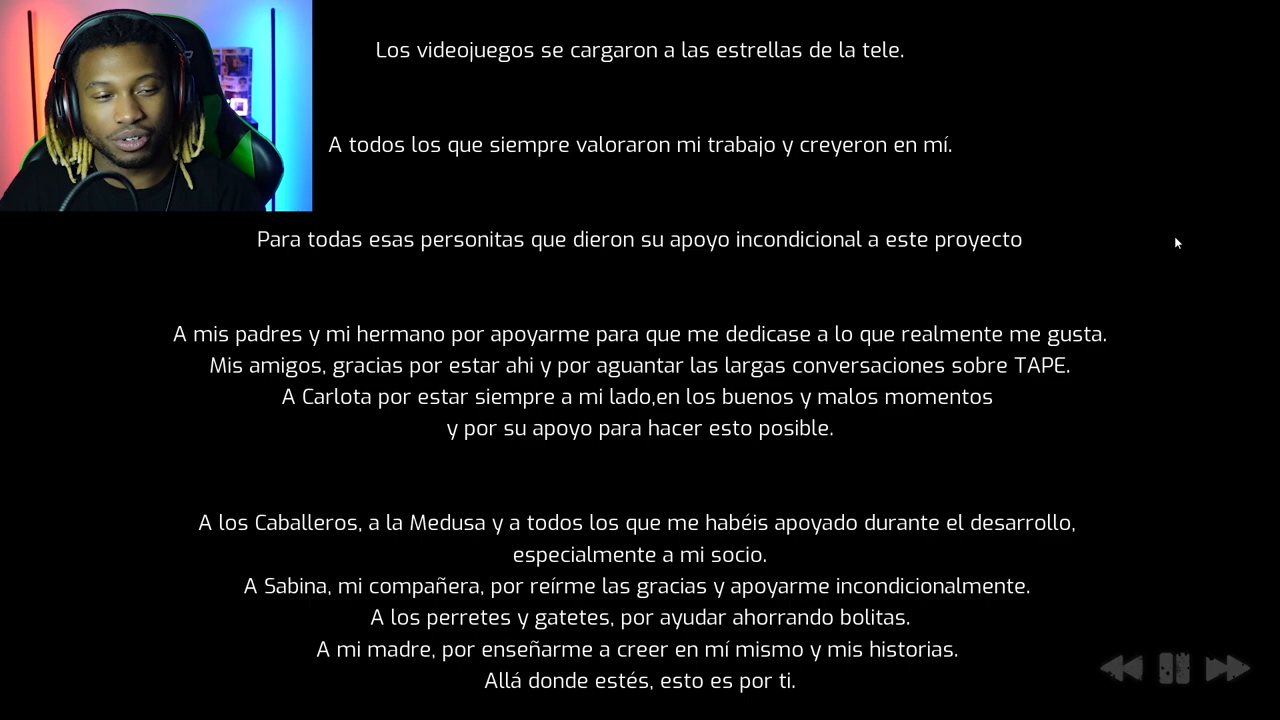 Los videojuegos se cargaron a las estrellas de la tele.
A todos los que siempre valoraron mi trabajo y creyeron en mí.
Para todas esas personitas que dieron su apoyo incondicional a este proyecto
A mis padres y mi hermano por apoyarme para que me dedicase a lo que realmente me gusta.
Mis amigos, gracias por estar ahi y por aguantar las largas conversaciones sobre TAPE.
A Carlota por estar siempre a mi lado,en los buenos y malos momentos
y por su apoyo para hacer esto posible.
A los Caballeros, a la Medusa y a todos los que me habéis apoyado durante el desarrollo,
especialmente a mi socio.
A Sabina, mi compañera, por reírme las gracias y apoyarme incondicionalmente.
A los perretes y gatetes, por ayudar ahorrando bolitas.
A mi madre, por enseñarme a creer en mí mismo y mis historias.
Allá donde estés, esto es por ti.